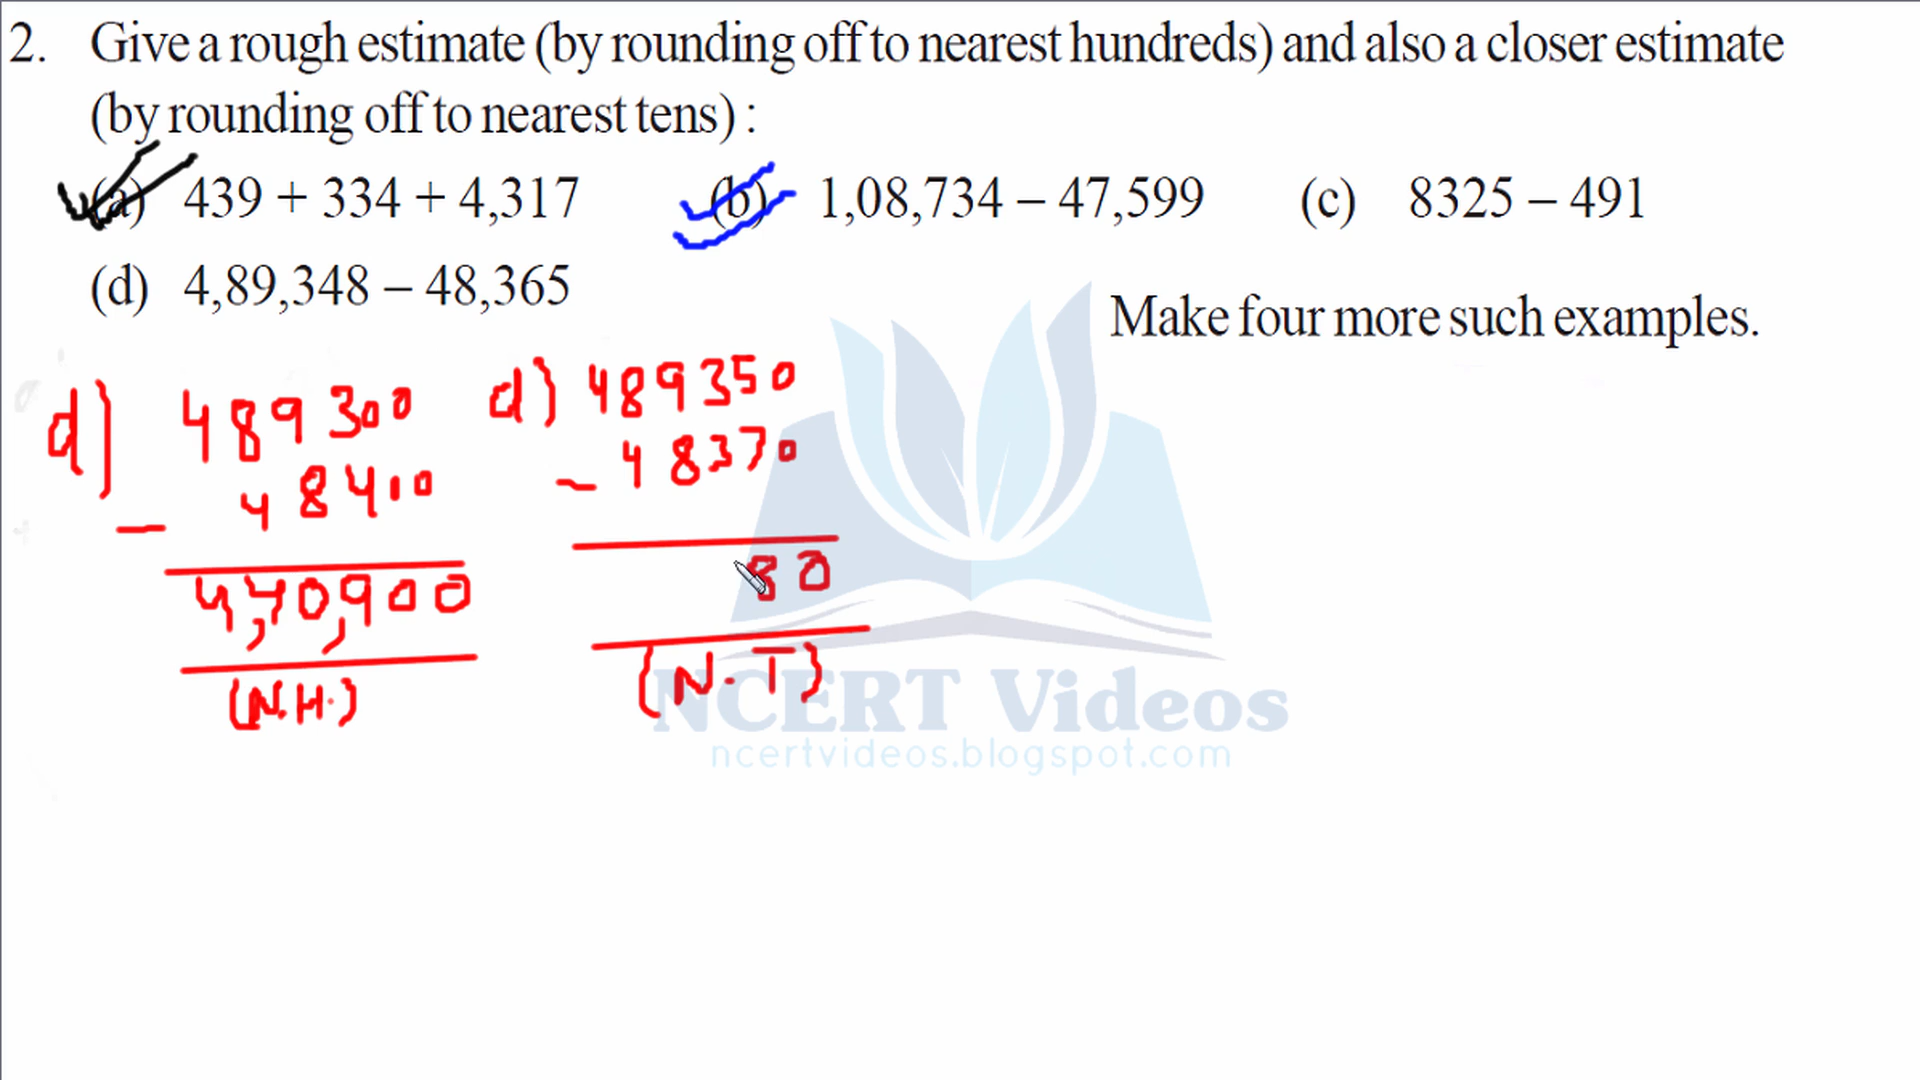 2. Give a rough estimate (by rounding off to nearest hundreds) and also a closer estimate
(by rounding off to nearest tens) :
(a) 439 + 334 + 4,317 (b) 1,08,734 – 47,599 (c) 8325 – 491
(d) 4,89,348 – 48,365
Make four more such examples.
d) 489300
– 48410
4,40,900
(N.H.)
d) 489350
– 48370
80
(N.T)
NCERT Videos
ncertvideos.blogspot.com